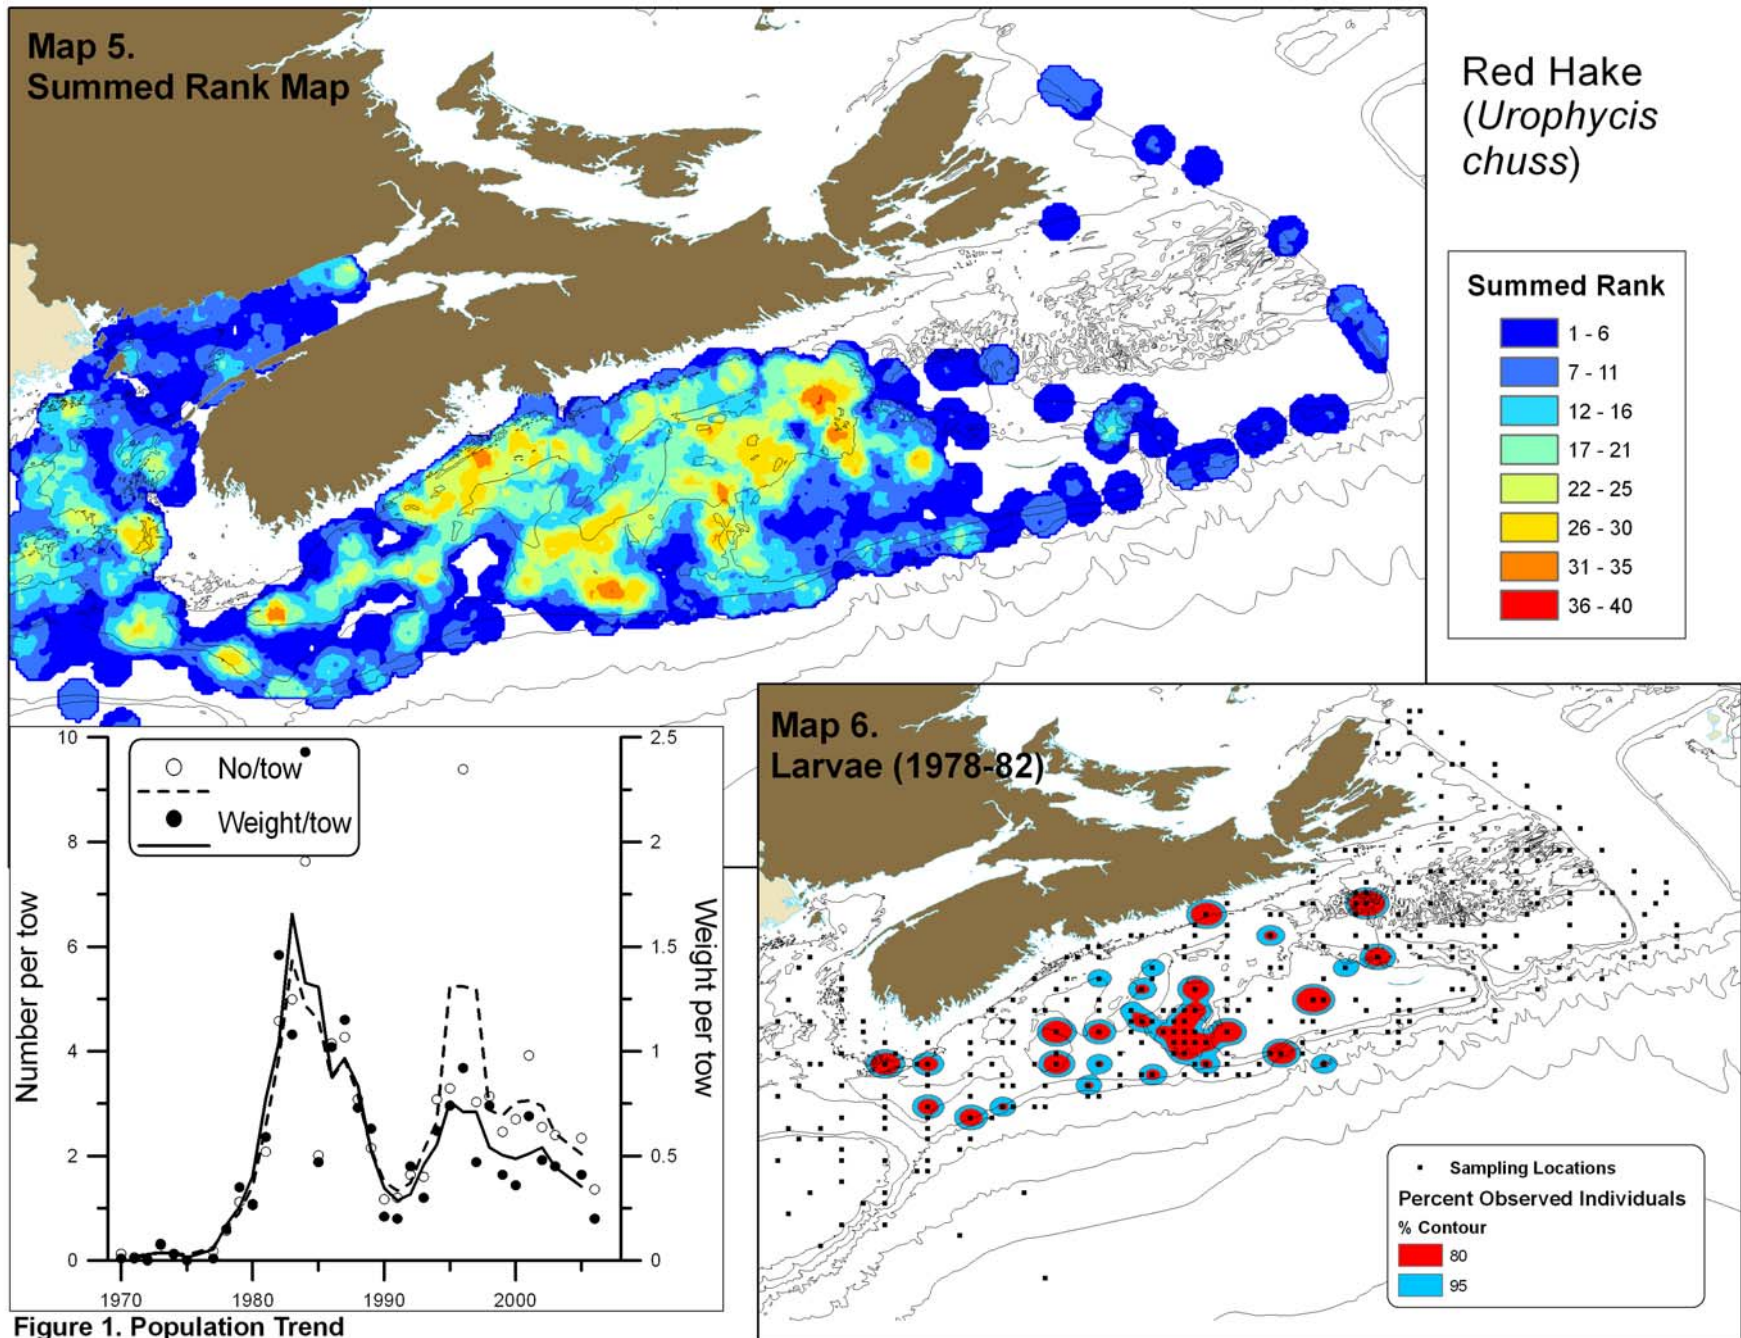 Map 5.
Summed Rank Map
Red Hake
(Urophycis
chuss)
Summed Rank
1 - 6
7 - 11
12 - 16
17 - 21
22 - 25
26 - 30
31 - 35
36 - 40
10
8
6
4
2
0
Number per tow
No/tow
Weight/tow
2.5
2
1.5
1
0.5
0
Weight per tow
1970
1980
1990
2000
Figure 1. Population Trend
Map 6.
Larvae (1978-82)
Sampling Locations
Percent Observed Individuals
% Contour
80
95